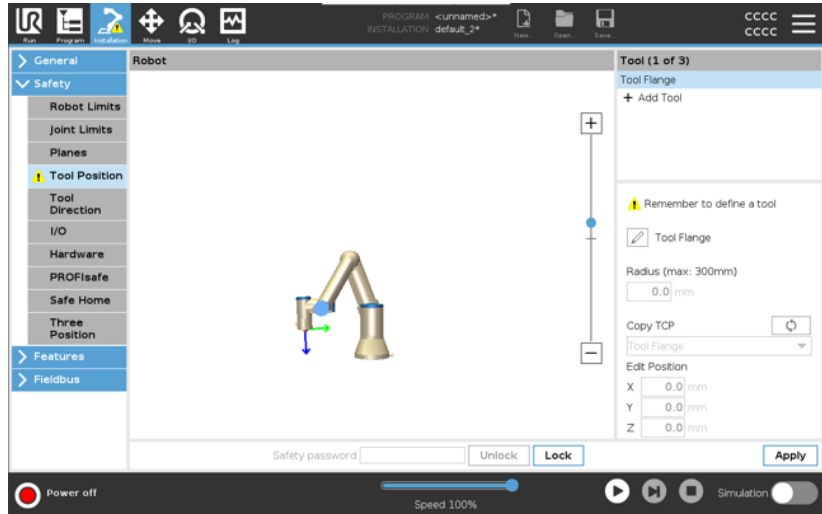 Run
Program
Installation
Move
I/O
Log
PROGRAM <unnamed>*
INSTALLATION default_2*
New...
Open...
Save...
cccc
cccc
General
Safety
Robot Limits
Joint Limits
Planes
Tool Position
Tool
Direction
I/O
Hardware
PROFIsafe
Safe Home
Three
Position
Features
Fieldbus
Robot
+
−
Safety password
Unlock
Lock
Tool (1 of 3)
Tool Flange
+ Add Tool
Remember to define a tool
Tool Flange
Radius (max: 300mm)
0.0 mm
Copy TCP
Tool Flange
Edit Position
X 0.0 mm
Y 0.0 mm
Z 0.0 mm
Apply
Power off
Speed 100%
Simulation